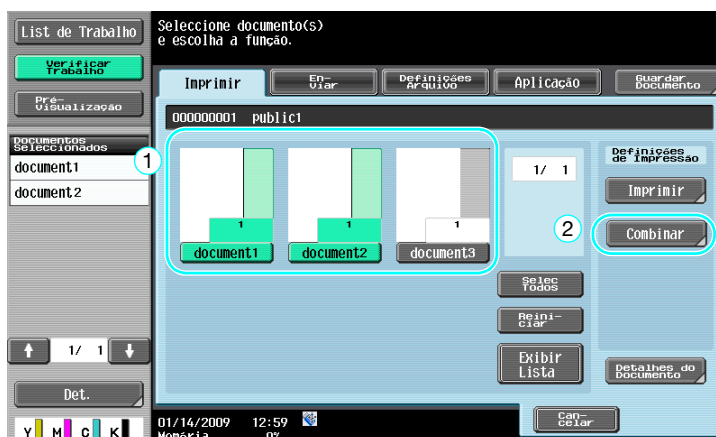 List de Trabalho
Verificar
Trabalho
Pré-
visualização
Documentos
Seleccionados
document1
document2
1/ 1
Det.
Y M C K
Seleccione documento(s)
e escolha a função.
Imprimir
En-
viar
Definições
Arquivo
Aplicação
Guardar
Documento
000000001 Public1
1
1
document1
1
document2
1
document3
1/ 1
2
Selec
Todos
Reini-
ciar
Exibir
Lista
Definições
de Impressão
Imprimir
Combinar
Detalhes do
Documento
Can-
celar
01/14/2009 12:59
Memória 0%